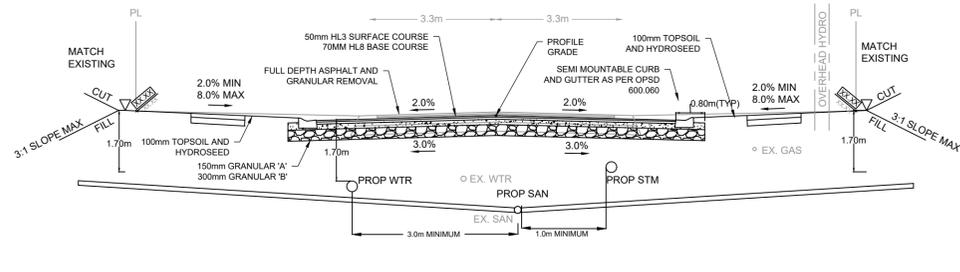 3.3m
3.3m
PL
PL
OVERHEAD HYDRO
50mm HL3 SURFACE COURSE
70MM HL8 BASE COURSE
PROFILE
GRADE
100mm TOPSOIL
AND HYDROSEED
MATCH
EXISTING
MATCH
EXISTING
FULL DEPTH ASPHALT AND
GRANULAR REMOVAL
SEMI MOUNTABLE CURB
AND GUTTER AS PER OPSD
600.060
2.0% MIN
8.0% MAX
2.0% MIN
8.0% MAX
XX.XX
XX.XX
CUT
FILL
3:1 SLOPE MAX
CUT
FILL
3:1 SLOPE MAX
2.0%
2.0%
0.80m(TYP)
1.70m
1.70m
1.70m
100mm TOPSOIL AND
HYDROSEED
3.0%
3.0%
150mm GRANULAR 'A'
300mm GRANULAR 'B'
EX. GAS
PROP WTR
EX. WTR
PROP STM
PROP SAN
EX. SAN
3.0m MINIMUM
1.0m MINIMUM